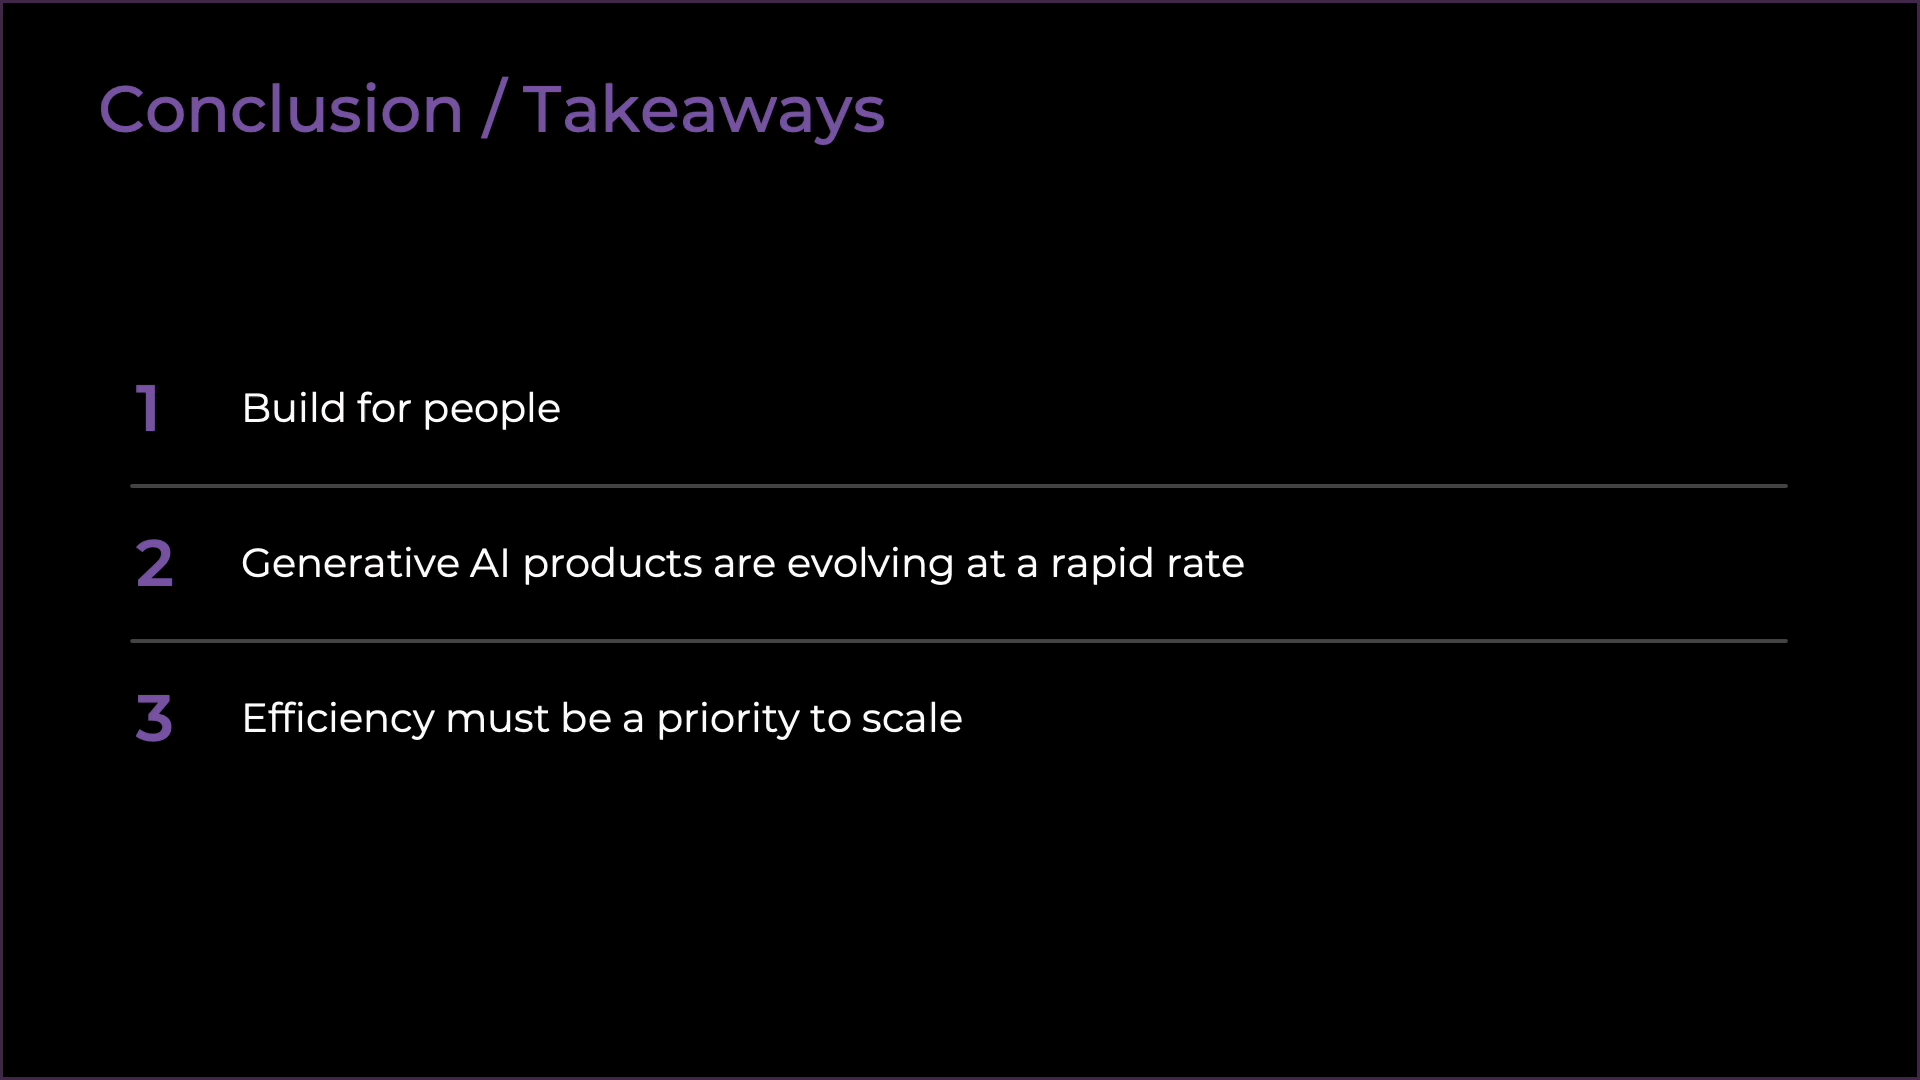 Conclusion / Takeaways
1 Build for people
2 Generative AI products are evolving at a rapid rate
3 Efficiency must be a priority to scale